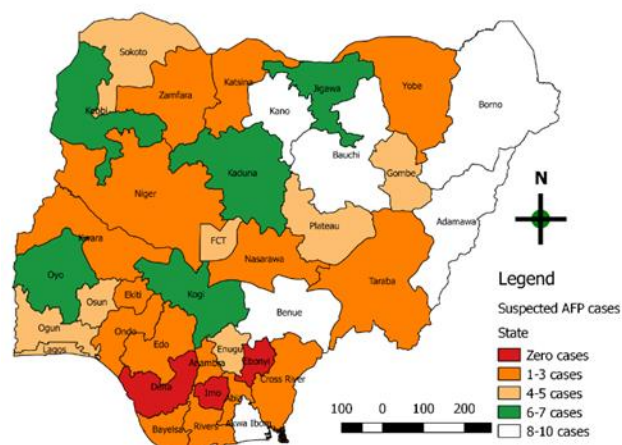 Sokoto
Katsina
Jigawa
Yobe
Zamfara
Kebbi
Kano
Borno
Bauchi
Kaduna
Gombe
Niger
Adamawa
Plateau
FCT
Kwara
Nasarawa
Taraba
Oyo
Kogi
Osun
Ekiti
Benue
Ogun
Ondo
Edo
Enugu
Ebonyi
Lagos
Anambra
Cross River
Delta
Imo
Abia
Akwa Ibom
Bayelsa
Rivers
N
Legend
Suspected AFP cases
State
Zero cases
1-3 cases
4-5 cases
6-7 cases
8-10 cases
100 0 100 200